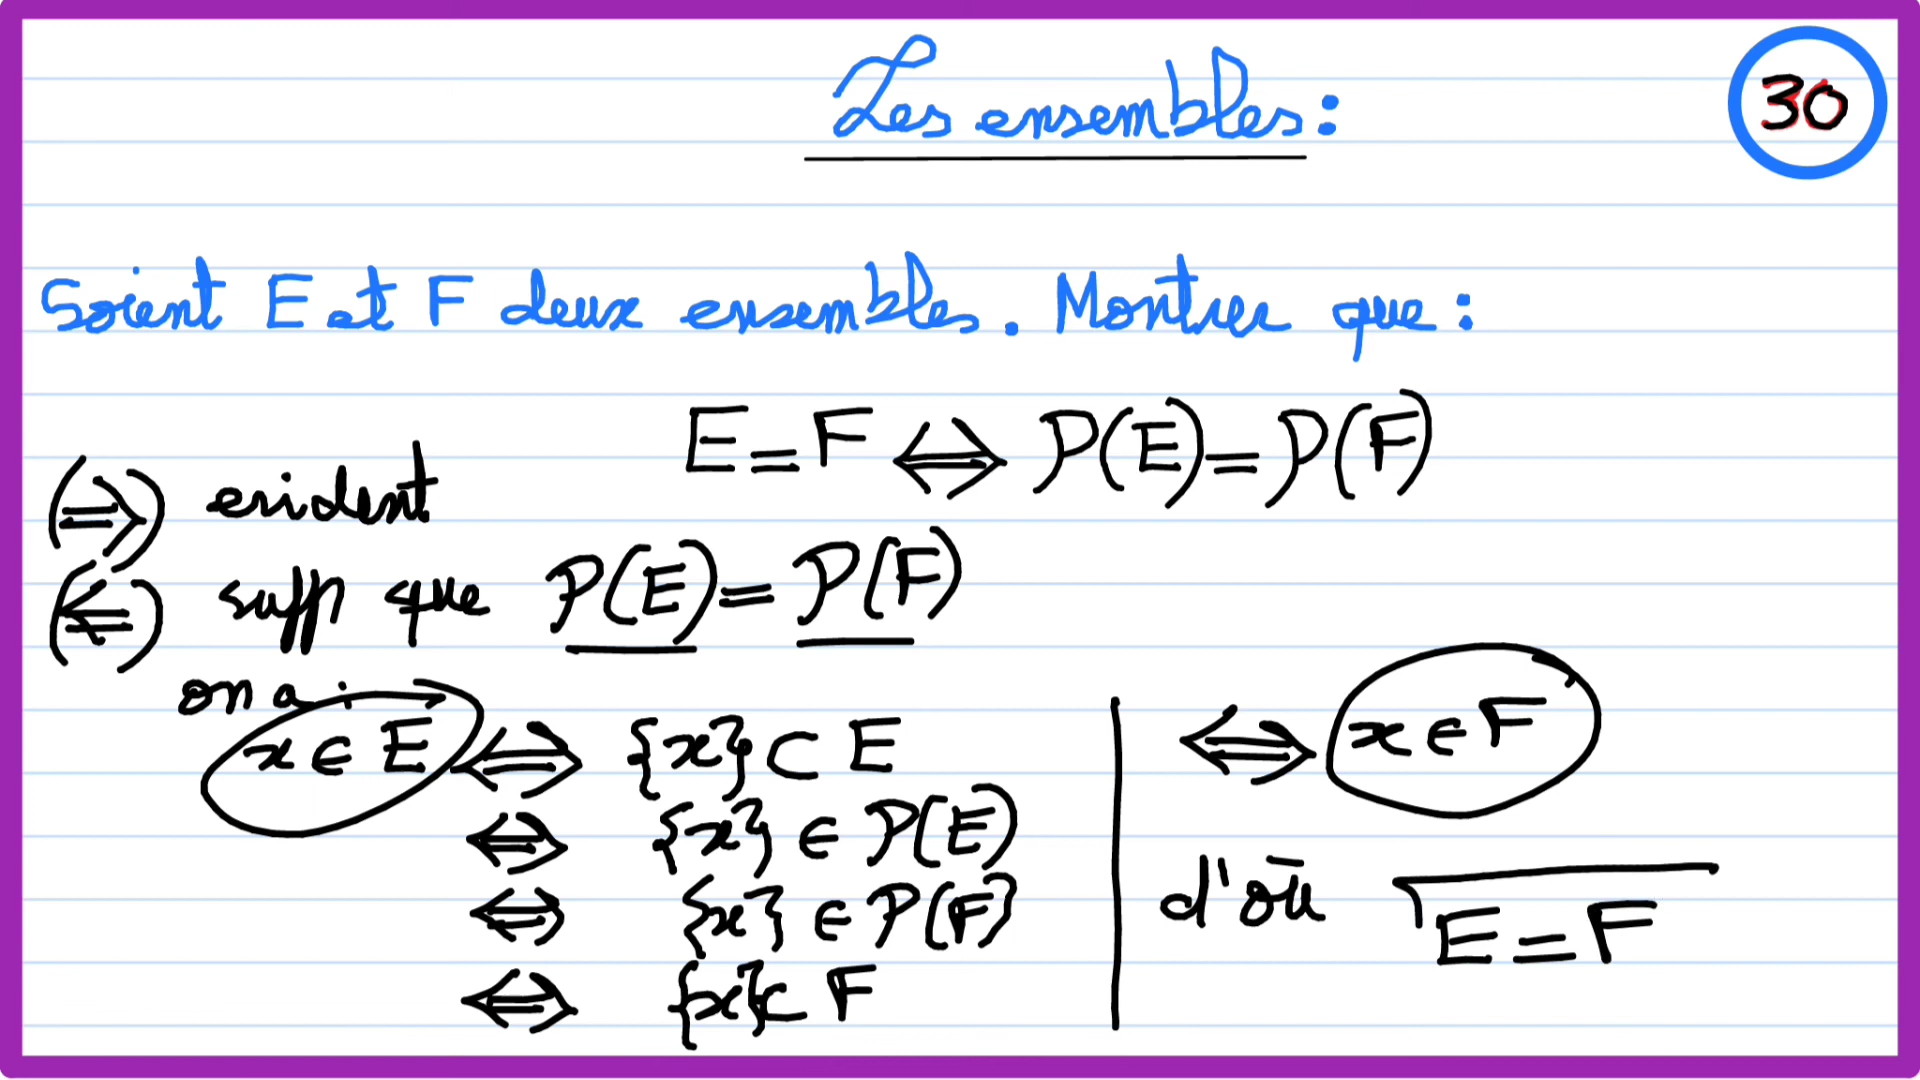 Les ensembles :
30
Soient E et F deux ensembles. Montrer que :
E = F ⟺ P(E) = P(F)
(⟹) evident
(⟸) supp que P(E) = P(F)
on a :
x ∈ E ⟺ {x} ⊂ E
⟺ {x} ∈ P(E)
⟺ {x} ∈ P(F)
⟺ {x} ⊂ F
⟺ x ∈ F
d'où E = F